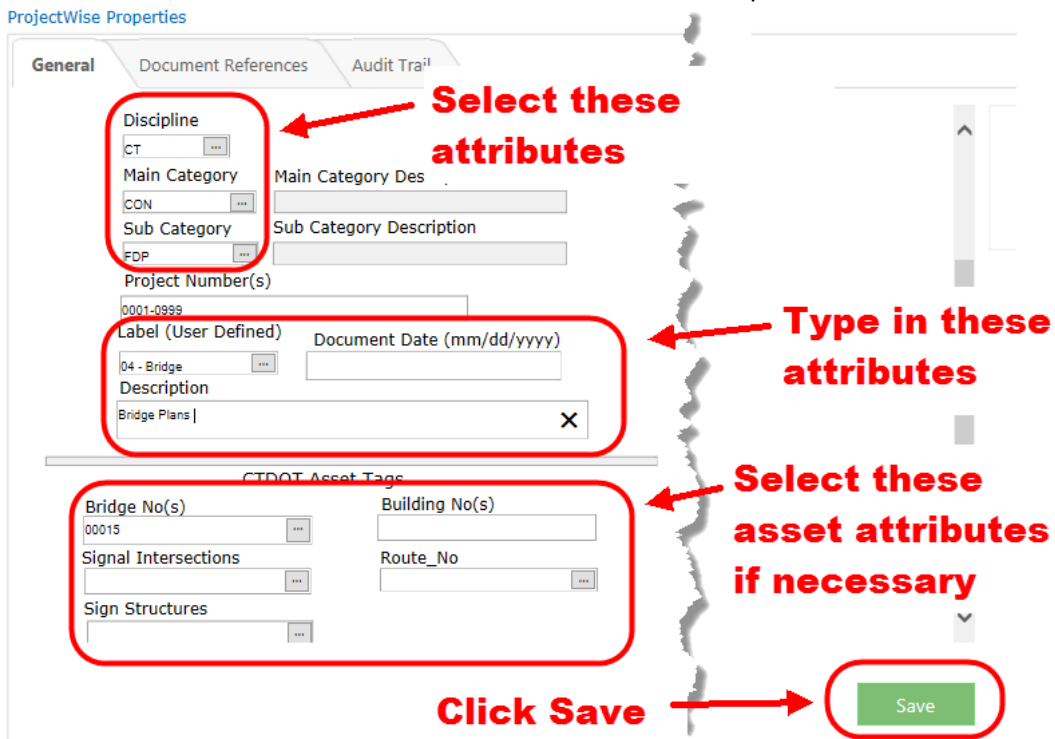 ProjectWise Properties
General Document References Audit Trail
Select these
attributes
Discipline
CT ...
Main Category Main Category Des
CON ...
Sub Category Sub Category Description
FDP ...
Project Number(s)
0001-0999
Label (User Defined) Document Date (mm/dd/yyyy)
04 - Bridge ...
Description
Bridge Plans
Type in these
attributes
CTDOT Asset Tags
Bridge No(s) Building No(s)
00015 ...
Signal Intersections Route_No
... ...
Sign Structures
...
Select these
asset attributes
if necessary
Click Save
Save